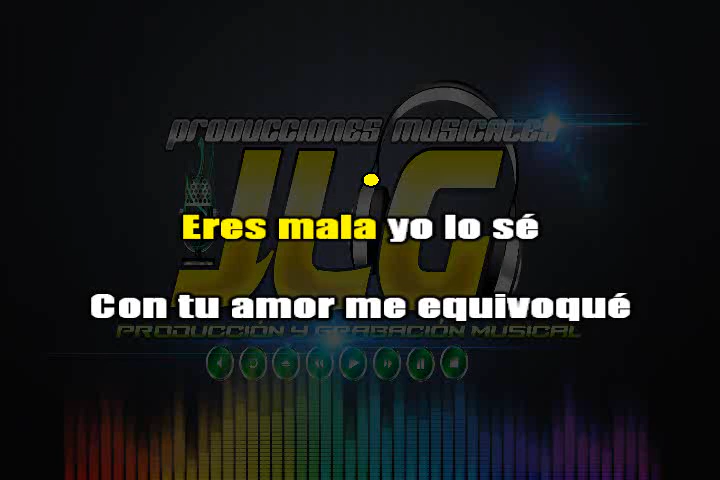 PRODUCCIONES MUSICALES
JLG
Eres mala yo lo sé
Con tu amor me equivoqué
PRODUCCIÓN Y GRABACIÓN MUSICAL